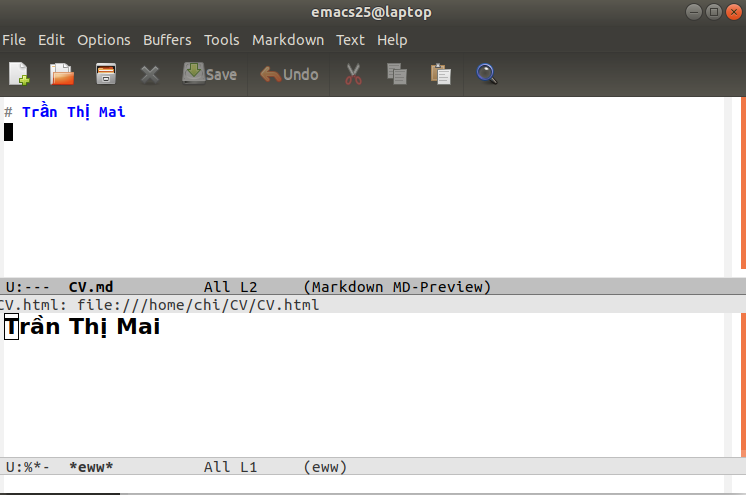 emacs25@laptop
File Edit Options Buffers Tools Markdown Text Help
Save Undo
# Trần Thị Mai
U:--- CV.md All L2 (Markdown MD-Preview)
CV.html: file:///home/chi/CV/CV.html
Trần Thị Mai
U:%*- *eww* All L1 (eww)